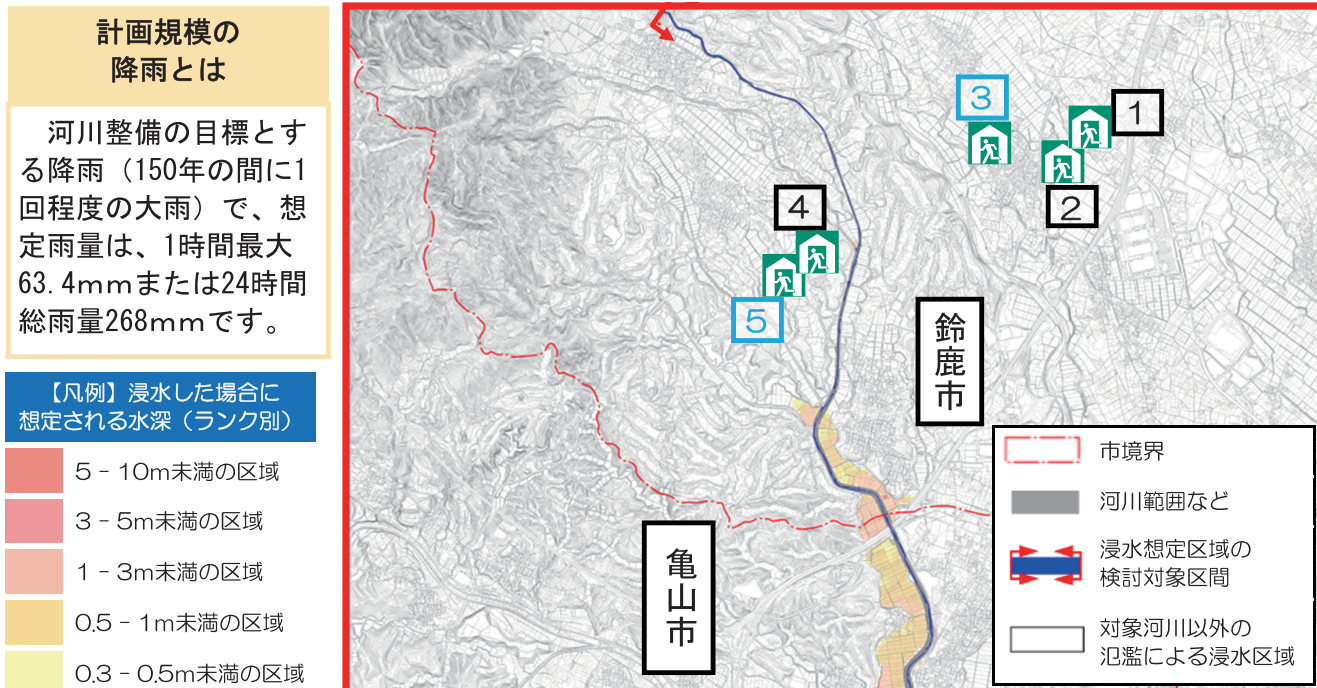 計画規模の
降雨とは
河川整備の目標とす
る降雨（150年の間に1
回程度の大雨）で、想
定雨量は、1時間最大
63.4mmまたは24時間
総雨量268mmです。
【凡例】浸水した場合に
想定される水深（ランク別）
5 - 10m未満の区域
3 - 5m未満の区域
1 - 3m未満の区域
0.5 - 1m未満の区域
0.3 - 0.5m未満の区域
3
1
2
4
5
鈴鹿市
亀山市
市境界
河川範囲など
浸水想定区域の
検討対象区間
対象河川以外の
氾濫による浸水区域